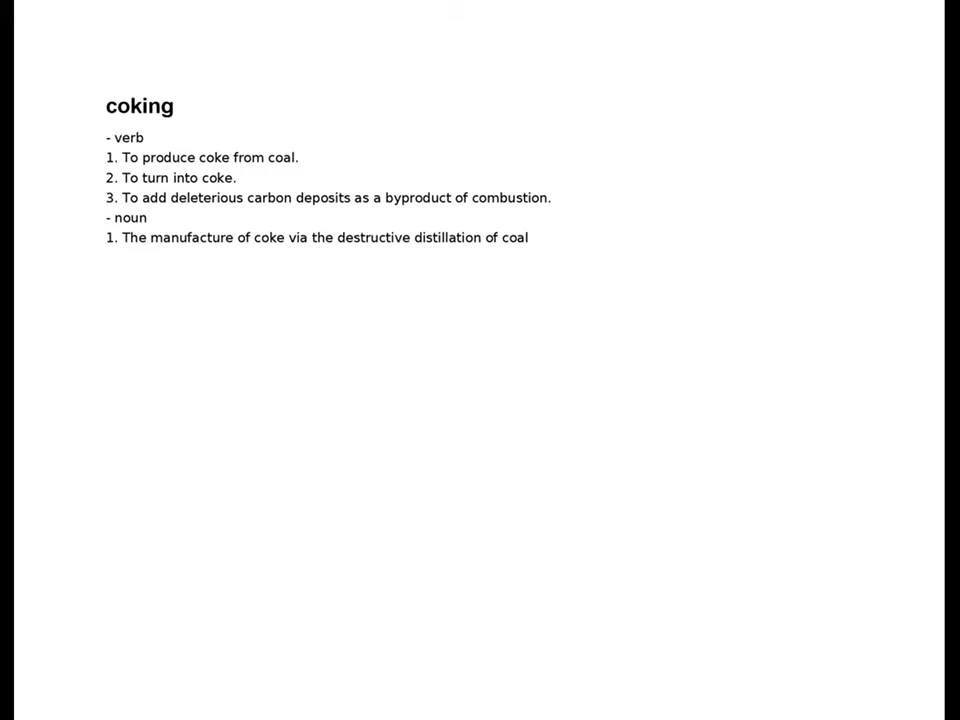 coking
- verb
1. To produce coke from coal.
2. To turn into coke.
3. To add deleterious carbon deposits as a byproduct of combustion.
- noun
1. The manufacture of coke via the destructive distillation of coal